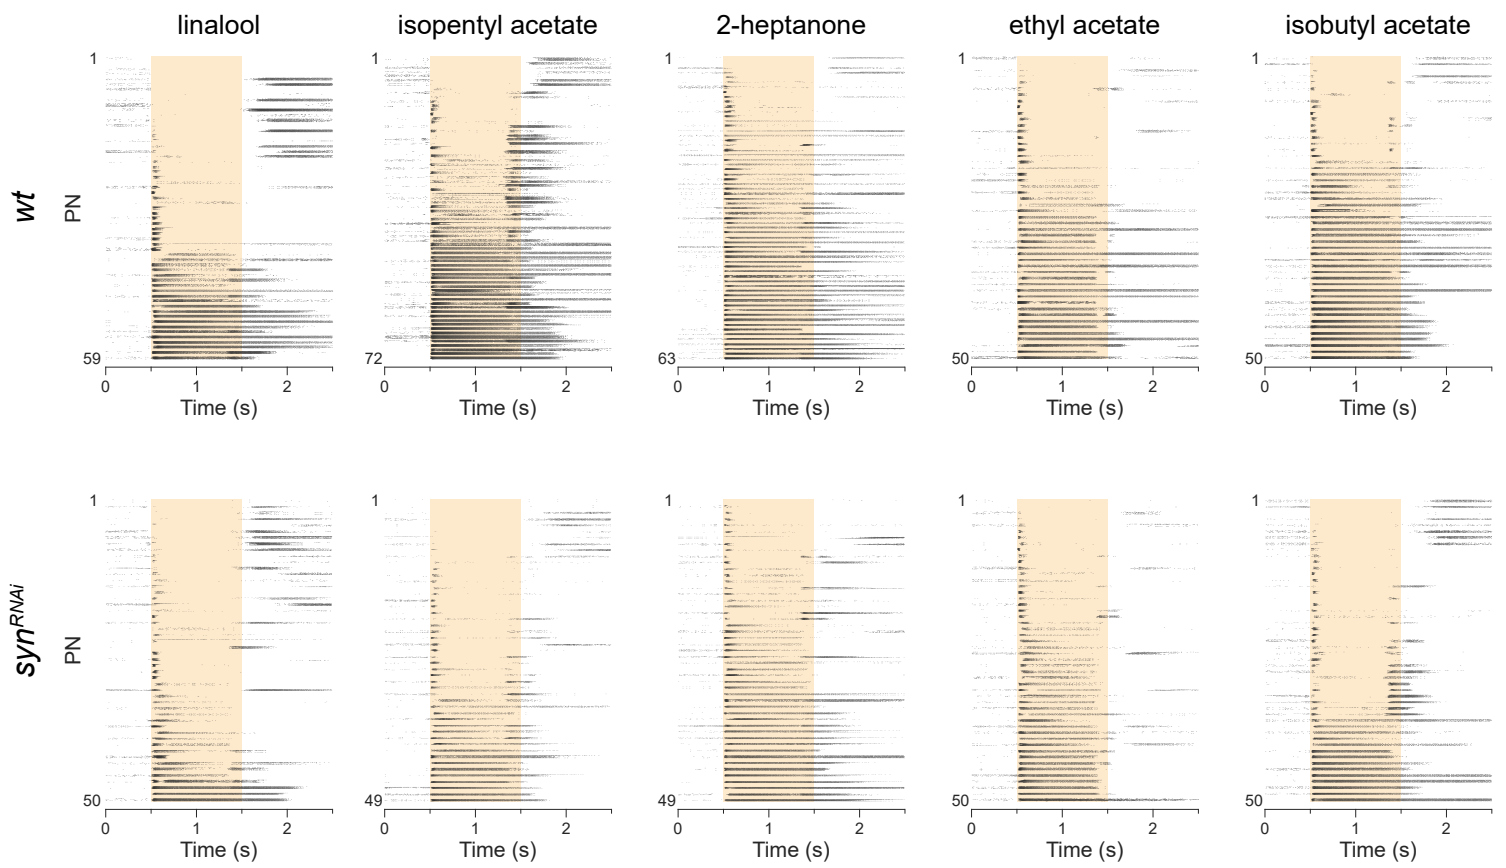 linalool
isopentyl acetate
2-heptanone
ethyl acetate
isobutyl acetate
wt
PN
1
59
0 1 2
Time (s)
1
72
0 1 2
Time (s)
1
63
0 1 2
Time (s)
1
50
0 1 2
Time (s)
1
50
0 1 2
Time (s)
syn^RNAi
PN
1
50
0 1 2
Time (s)
1
49
0 1 2
Time (s)
1
49
0 1 2
Time (s)
1
50
0 1 2
Time (s)
1
50
0 1 2
Time (s)